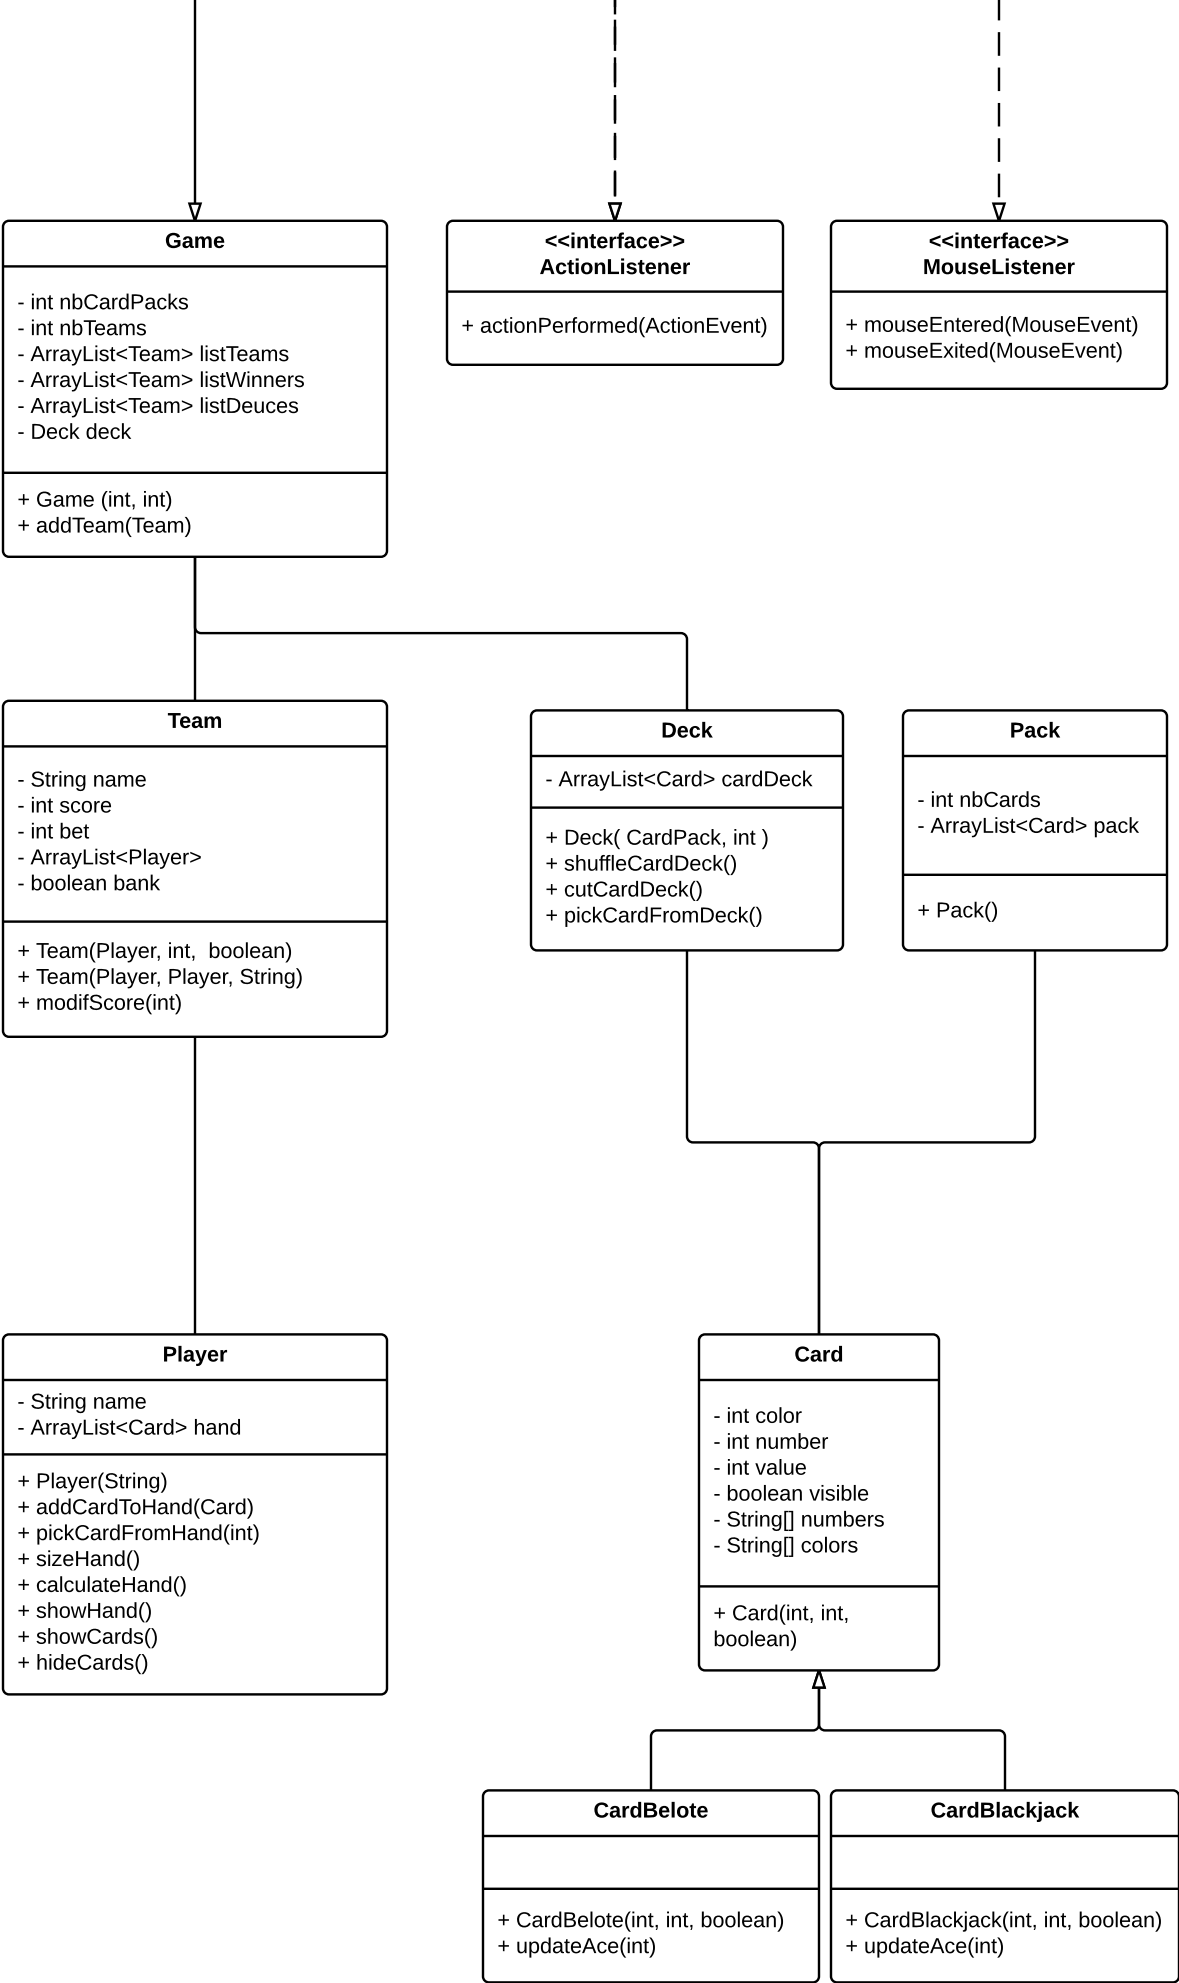 Game
- int nbCardPacks
- int nbTeams
- ArrayList<Team> listTeams
- ArrayList<Team> listWinners
- ArrayList<Team> listDeuces
- Deck deck
+ Game (int, int)
+ addTeam(Team)
<<interface>>
ActionListener
+ actionPerformed(ActionEvent)
<<interface>>
MouseListener
+ mouseEntered(MouseEvent)
+ mouseExited(MouseEvent)
Team
- String name
- int score
- int bet
- ArrayList<Player>
- boolean bank
+ Team(Player, int,  boolean)
+ Team(Player, Player, String)
+ modifScore(int)
Deck
- ArrayList<Card> cardDeck
+ Deck( CardPack, int )
+ shuffleCardDeck()
+ cutCardDeck()
+ pickCardFromDeck()
Pack
- int nbCards
- ArrayList<Card> pack
+ Pack()
Player
- String name
- ArrayList<Card> hand
+ Player(String)
+ addCardToHand(Card)
+ pickCardFromHand(int)
+ sizeHand()
+ calculateHand()
+ showHand()
+ showCards()
+ hideCards()
Card
- int color
- int number
- int value
- boolean visible
- String[] numbers
- String[] colors
+ Card(int, int,
boolean)
CardBelote
+ CardBelote(int, int, boolean)
+ updateAce(int)
CardBlackjack
+ CardBlackjack(int, int, boolean)
+ updateAce(int)